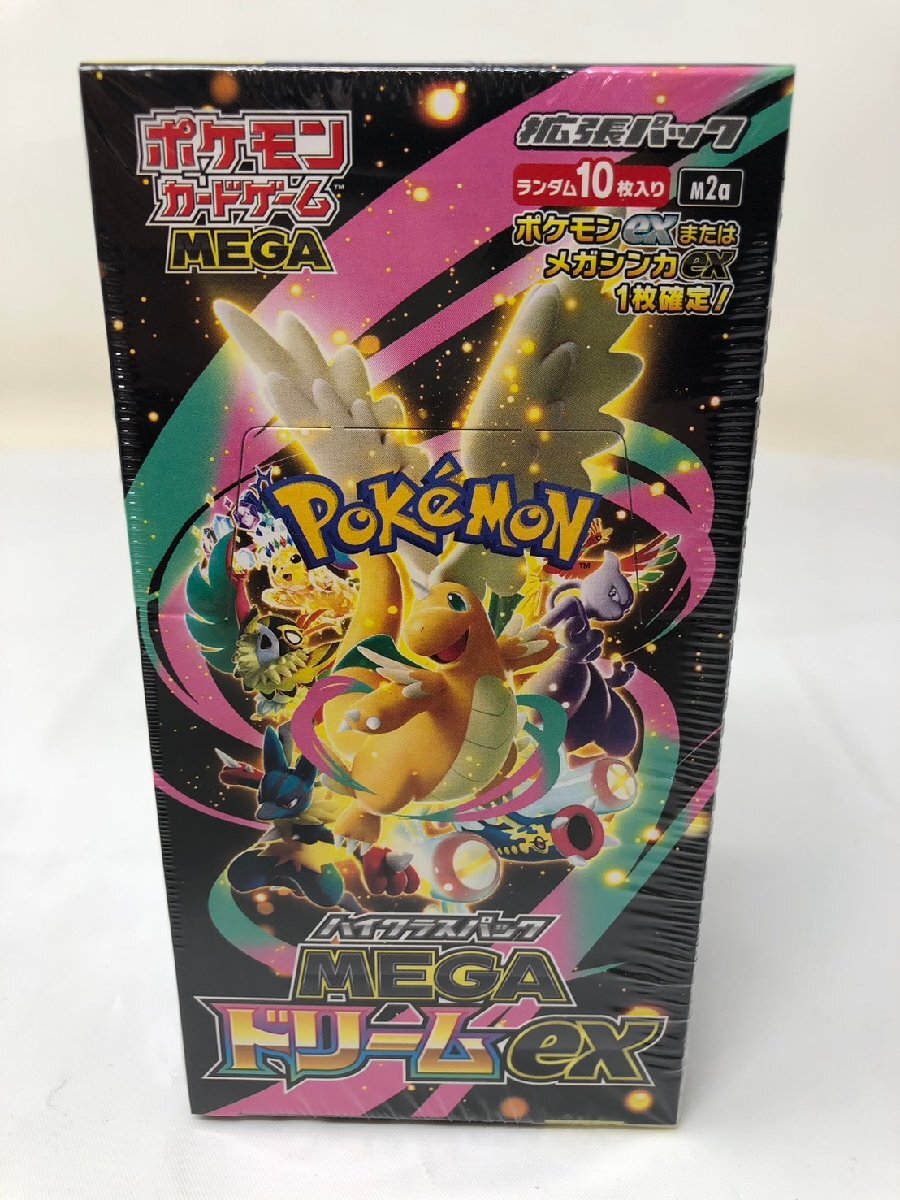 ポケモン
カードゲーム™
MEGA
拡張パック
ランダム10枚入り M2a
ポケモンexまたは
メガシンカex
1枚確定!
POKéMON™
ハイクラスパック
MEGA
ドリームex